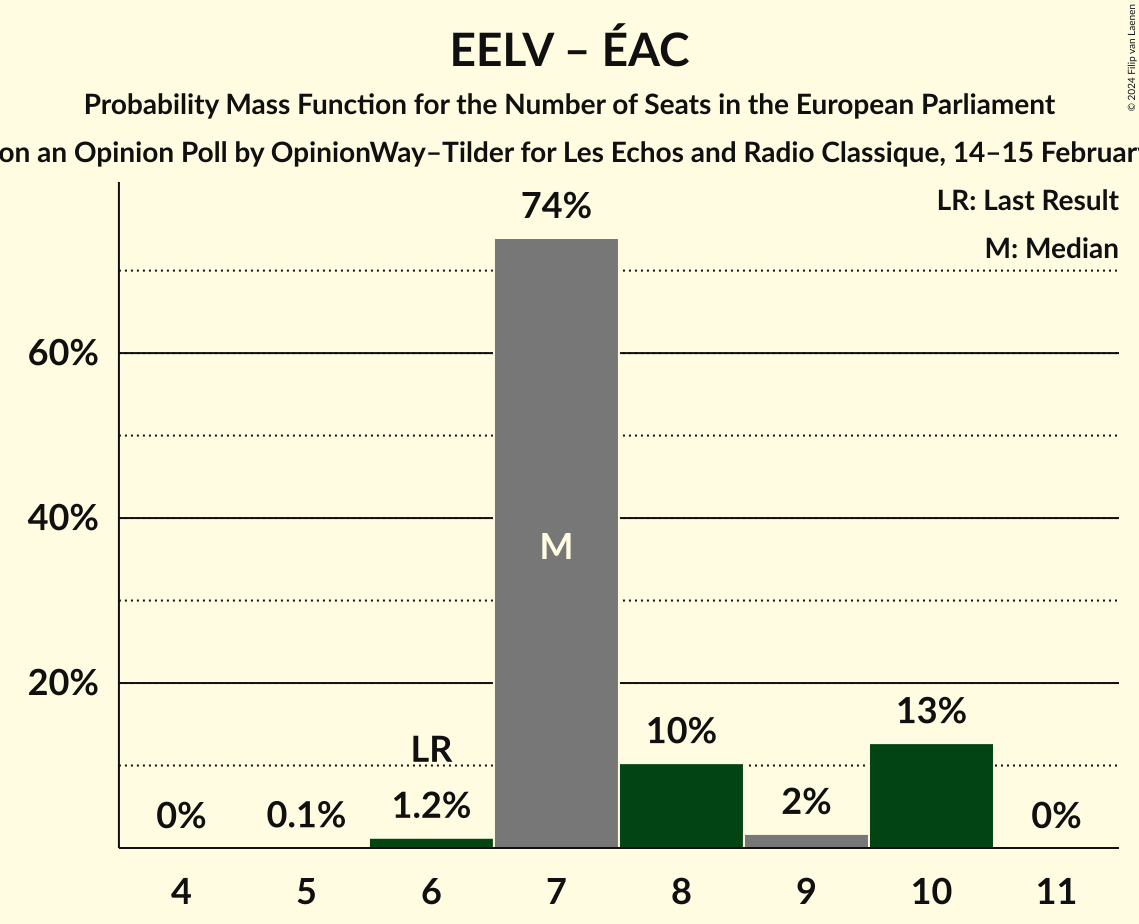 EELV – ÉAC
Probability Mass Function for the Number of Seats in the European Parliament
on an Opinion Poll by OpinionWay–Tilder for Les Echos and Radio Classique, 14–15 February
© 2024 Filip van Laenen
LR: Last Result
M: Median
74%
60%
40%
20%
M
LR
0%
0.1%
1.2%
10%
2%
13%
0%
4
5
6
7
8
9
10
11